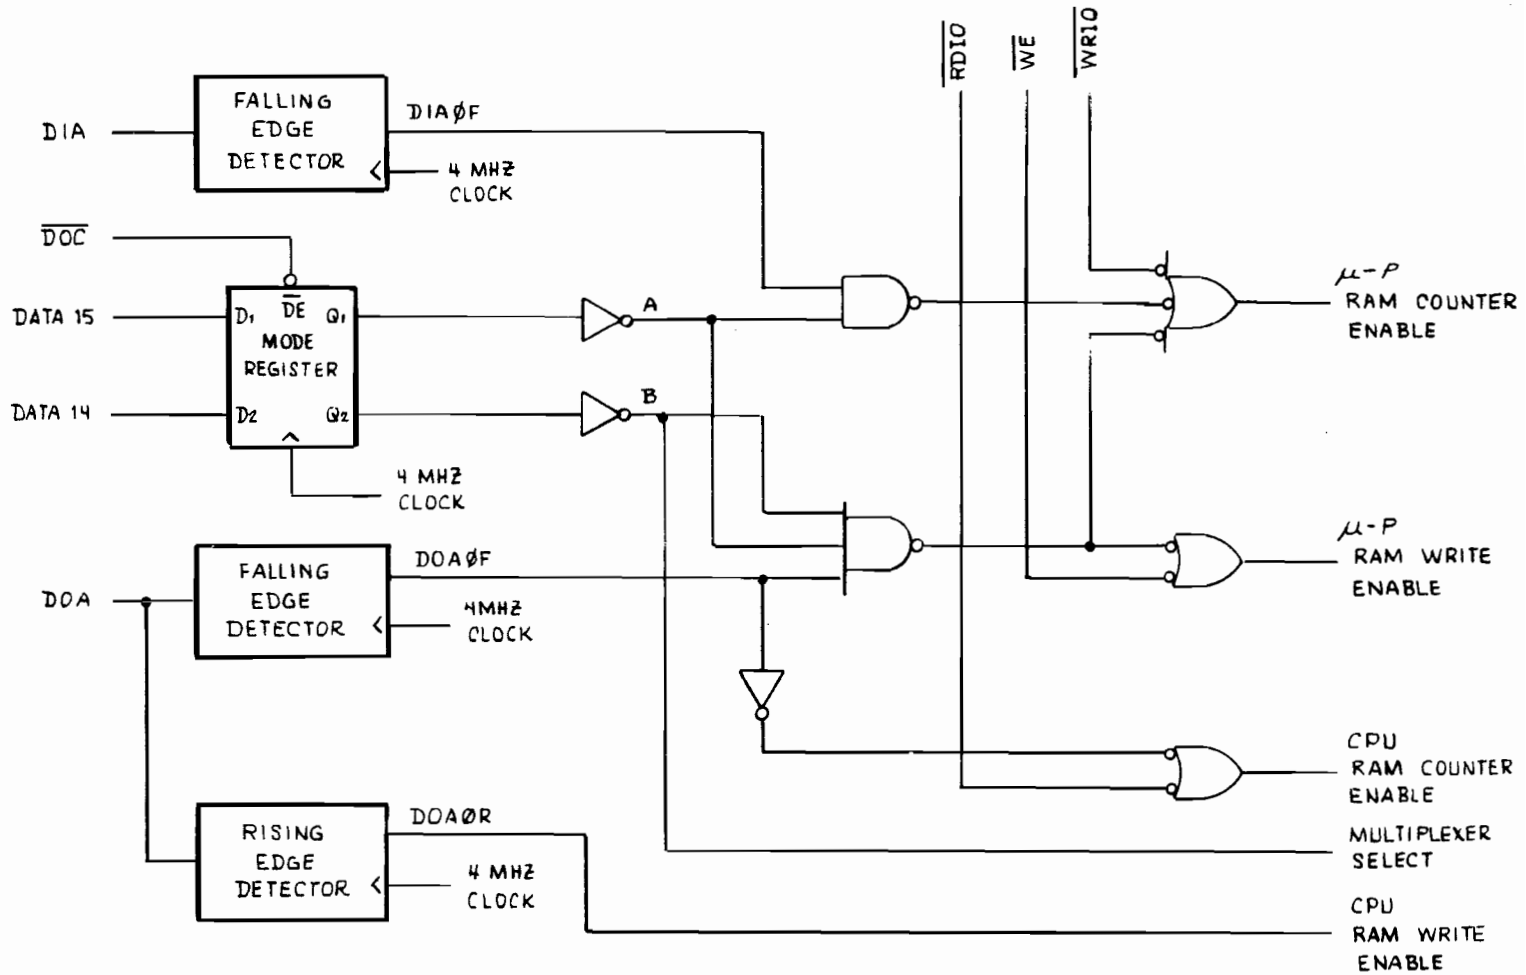 RDIO
WE
WRIO
FALLING
EDGE
DETECTOR
DIA
DIAØF
4 MHZ
CLOCK
DOC
DATA 15
D1
DE
Q1
MODE
REGISTER
DATA 14
D2
Q2
4 MHZ
CLOCK
A
B
μ-P
RAM COUNTER
ENABLE
FALLING
EDGE
DETECTOR
DOA
DOAØF
4MHZ
CLOCK
μ-P
RAM WRITE
ENABLE
CPU
RAM COUNTER
ENABLE
RISING
EDGE
DETECTOR
DOAØR
4 MHZ
CLOCK
MULTIPLEXER
SELECT
CPU
RAM WRITE
ENABLE